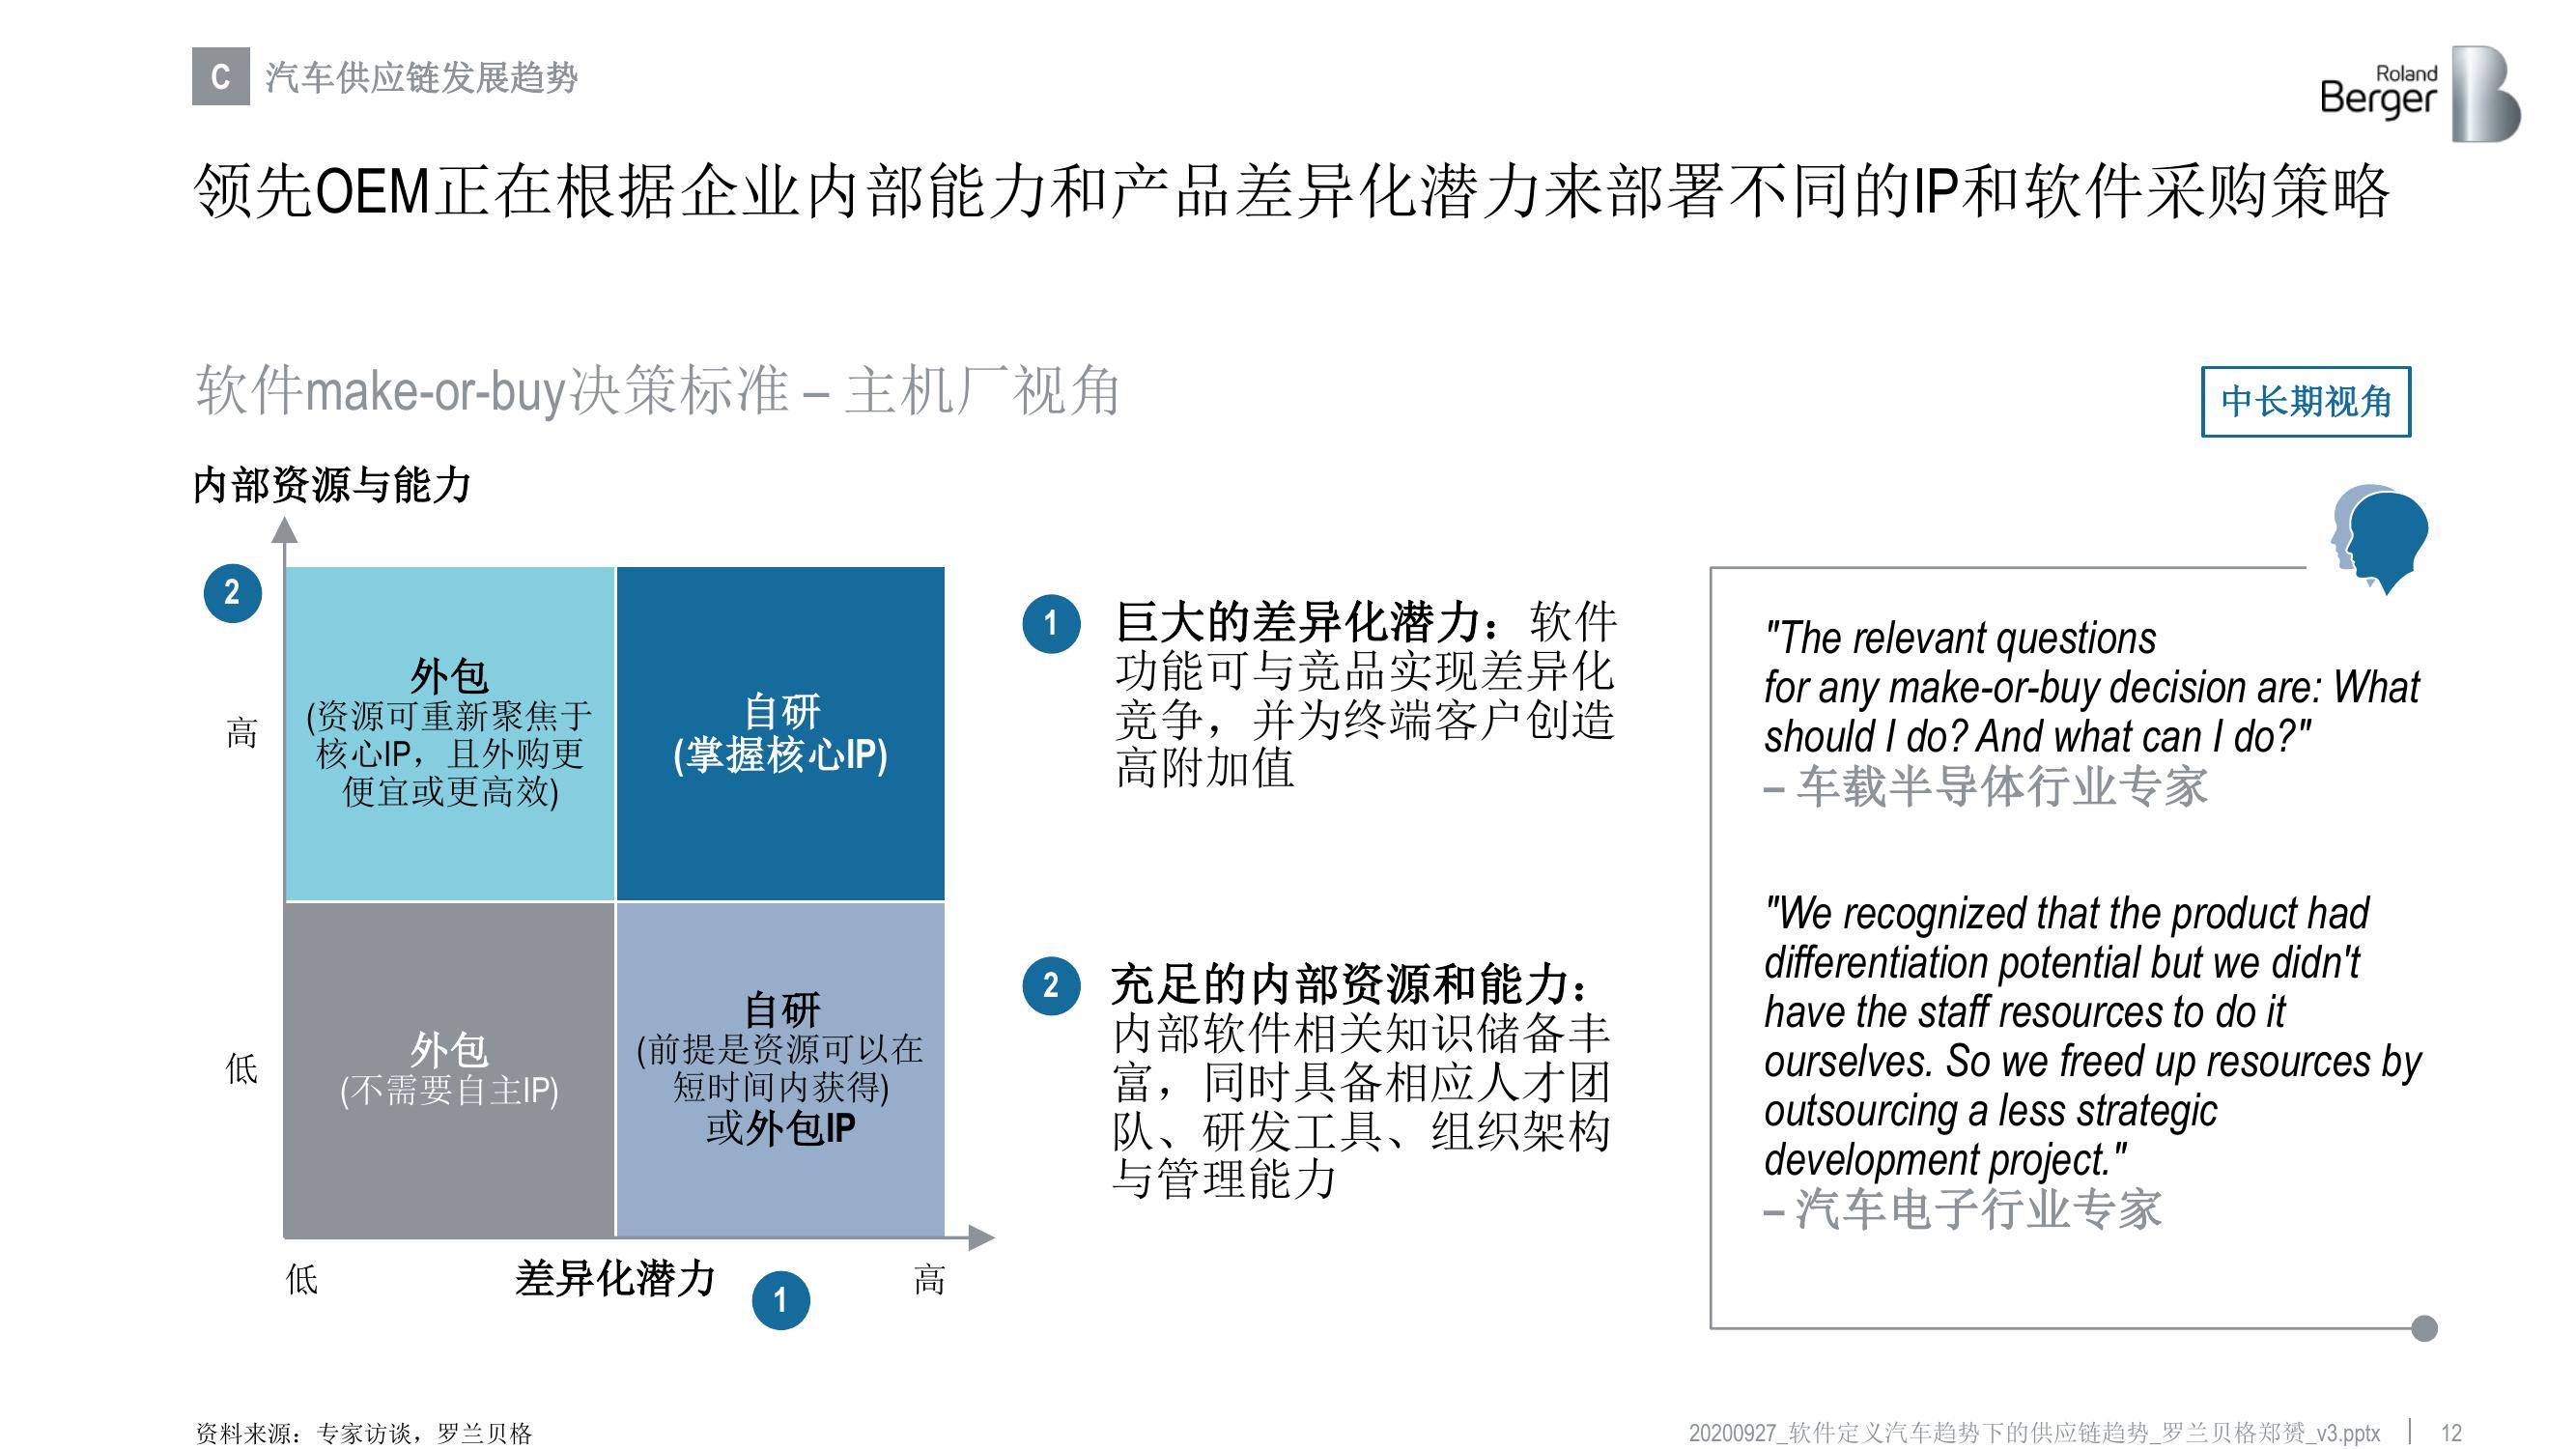 C 汽车供应链发展趋势
Roland
Berger
领先OEM正在根据企业内部能力和产品差异化潜力来部署不同的IP和软件采购策略
软件make-or-buy决策标准 – 主机厂视角
中长期视角
内部资源与能力
2
高
外包
(资源可重新聚焦于
核心IP，且外购更
便宜或更高效)
自研
(掌握核心IP)
低
外包
(不需要自主IP)
自研
(前提是资源可以在
短时间内获得)
或外包IP
低
差异化潜力
1
高
1 巨大的差异化潜力：软件
功能可与竞品实现差异化
竞争，并为终端客户创造
高附加值
2 充足的内部资源和能力：
内部软件相关知识储备丰
富，同时具备相应人才团
队、研发工具、组织架构
与管理能力
"The relevant questions
for any make-or-buy decision are: What
should I do? And what can I do?"
– 车载半导体行业专家
"We recognized that the product had
differentiation potential but we didn't
have the staff resources to do it
ourselves. So we freed up resources by
outsourcing a less strategic
development project."
– 汽车电子行业专家
资料来源：专家访谈，罗兰贝格
20200927_软件定义汽车趋势下的供应链趋势_罗兰贝格郑赟_v3.pptx | 12